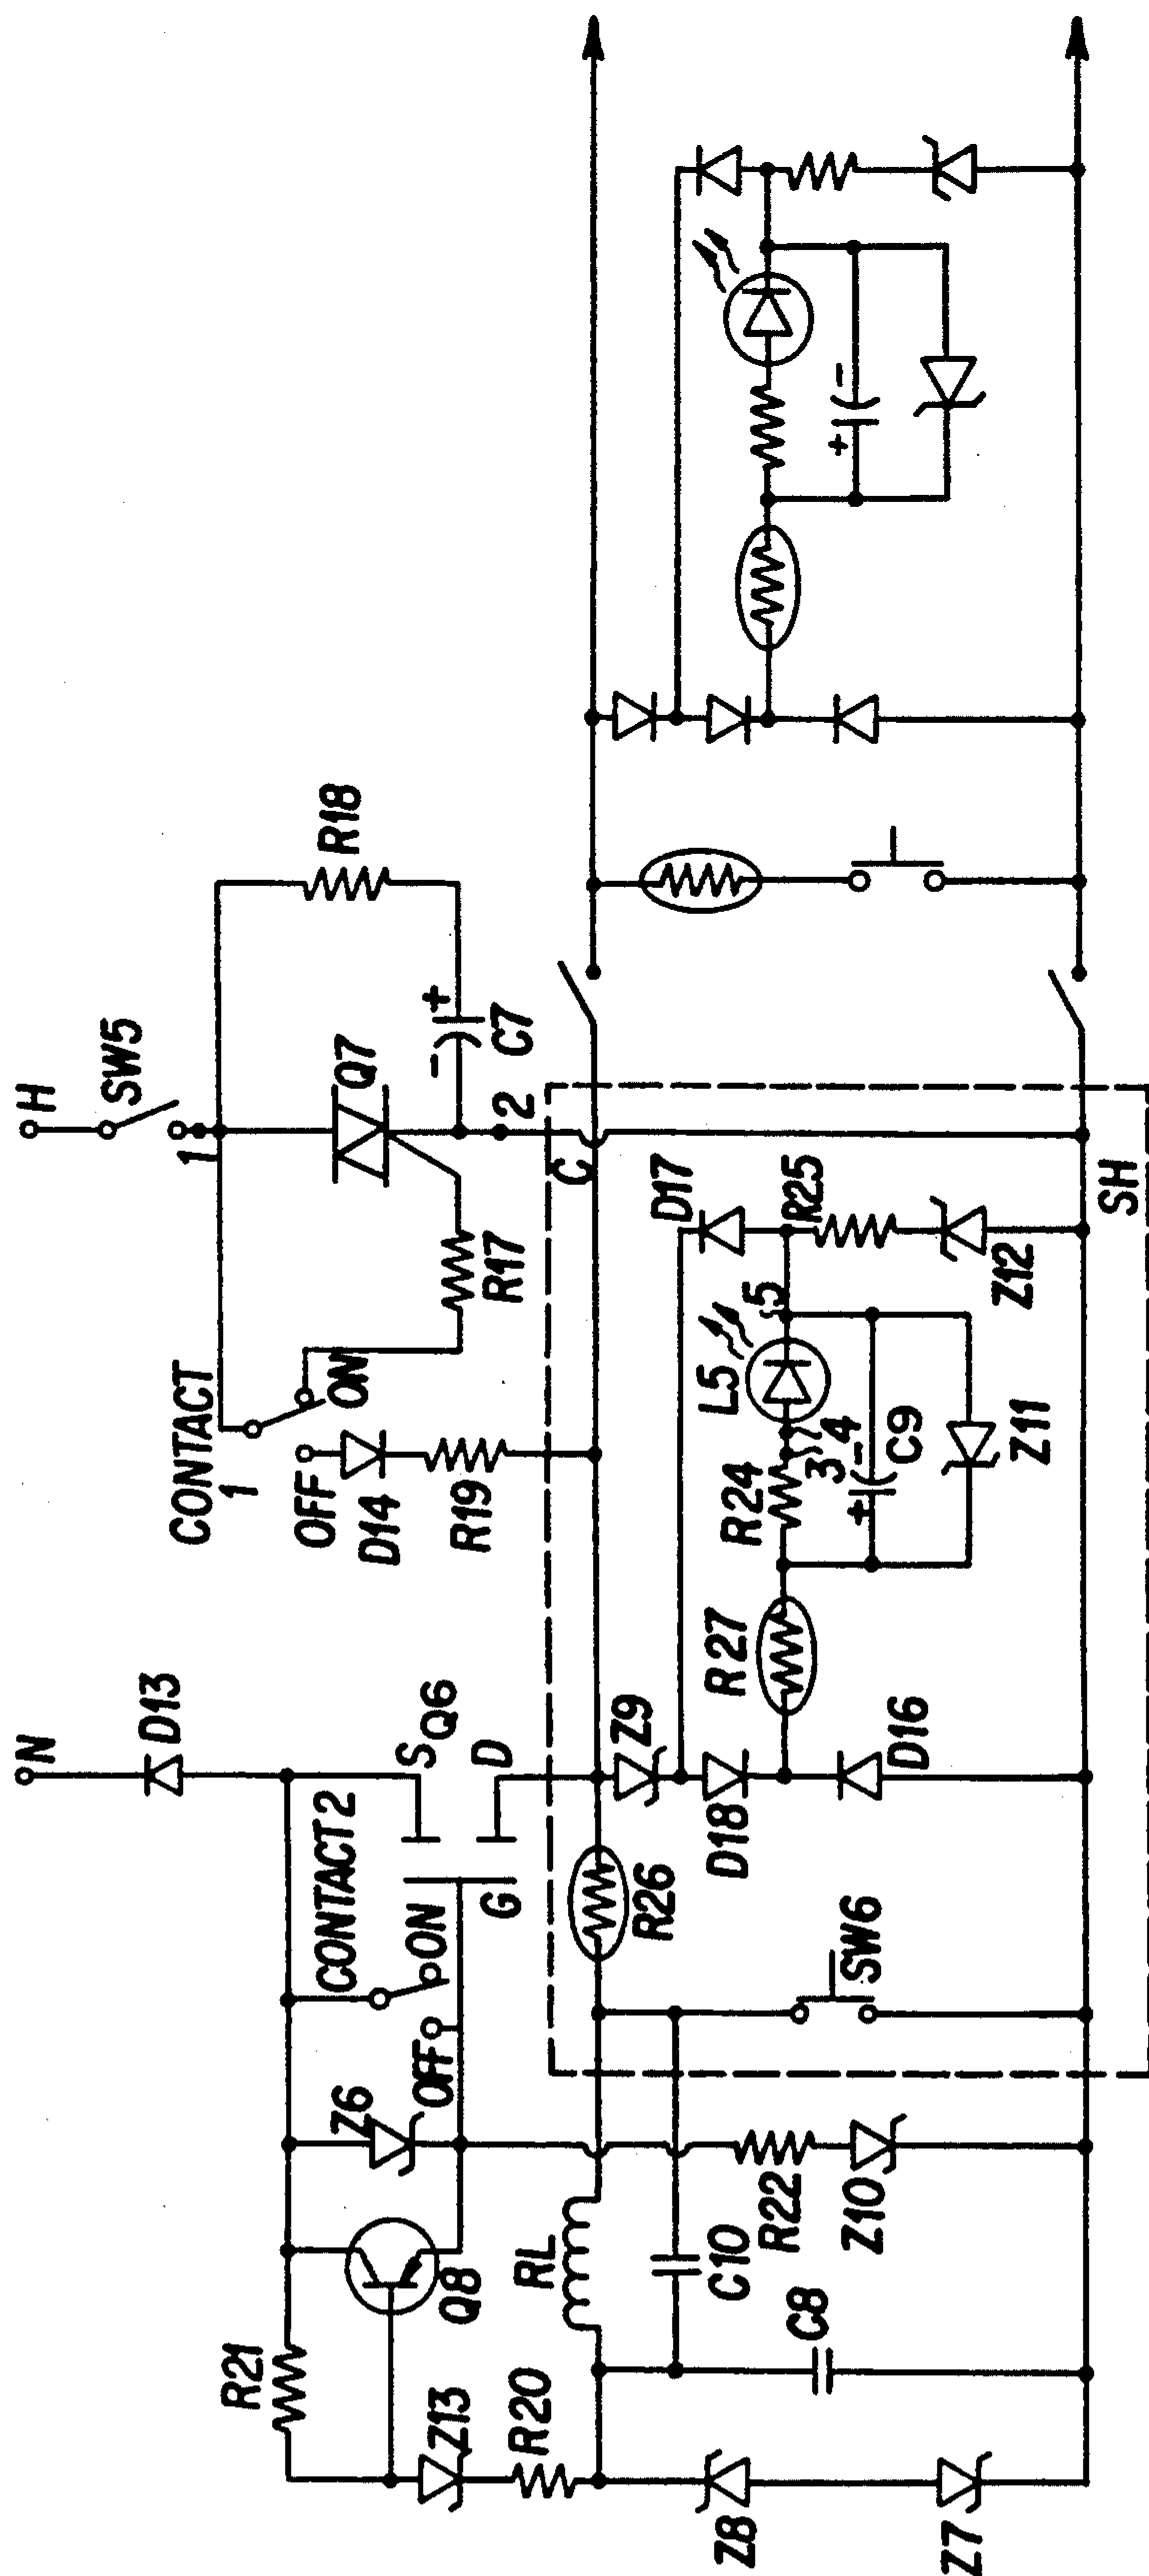 H
SW5
1
R18
Q7
+
-
C7
2
R17
CONTACT
1
ON
OFF
D14
R19
N
D13
S
Q6
D
G
CONTACT 2
ON
OFF
Z6
Q8
R21
Z13
R20
RL
C10
R22
Z10
C8
Z8
Z7
C
D17
R25
5
L5
Z12
SH
3
4
R24
+
-
C9
Z11
R27
Z9
D18
D16
R26
SW6
+
-